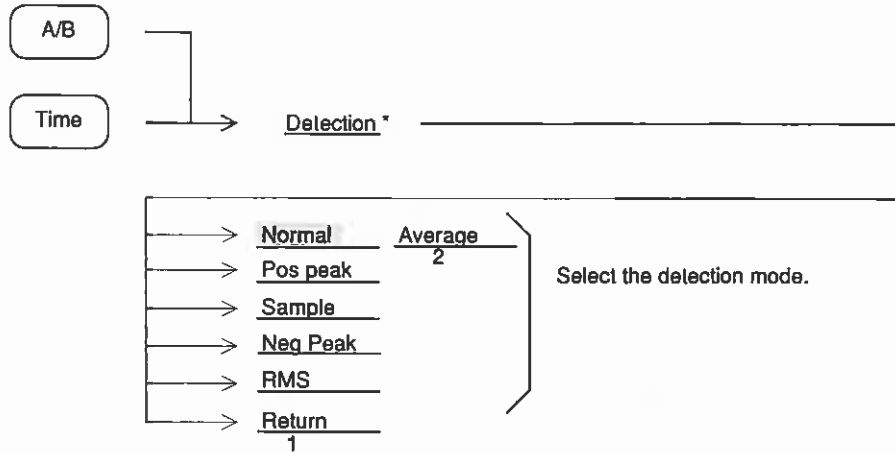 A/B
Time
Detection *
Normal Average
2
Pos peak
Select the detection mode.
Sample
Neg Peak
RMS
Return
1